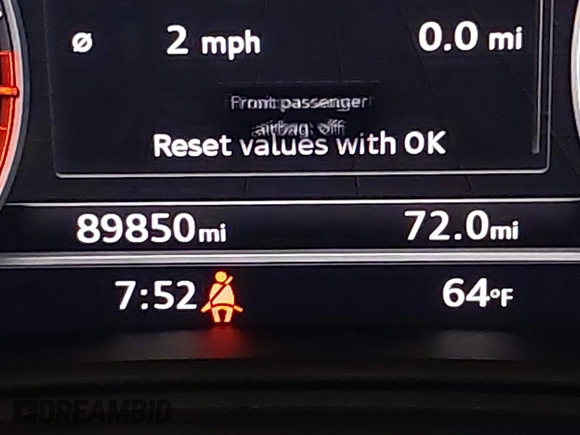 ø 2 mph 0.0 mi
Front passenger
airbag: off
Reset values with OK
89850mi 72.0mi
7:52 64°F
DREAMBID